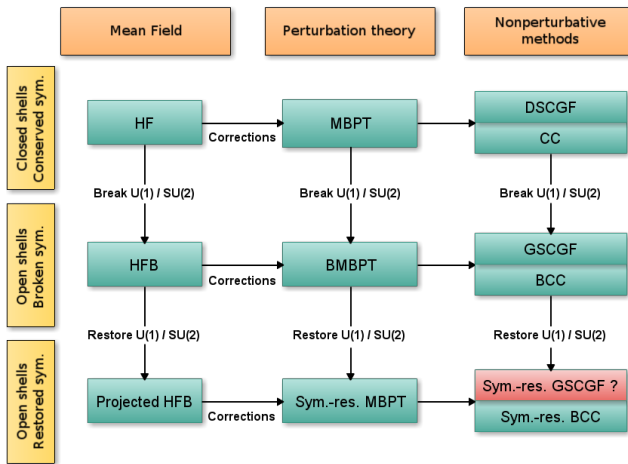 Mean Field
Perturbation theory
Nonperturbative
methods
Closed shells
Conserved sym.
HF
Corrections
MBPT
DSCGF
CC
Break U(1) / SU(2)
Break U(1) / SU(2)
Break U(1) / SU(2)
Open shells
Broken sym.
HFB
Corrections
BMBPT
GSCGF
BCC
Restore U(1) / SU(2)
Restore U(1) / SU(2)
Restore U(1) / SU(2)
Open shells
Restored sym.
Projected HFB
Corrections
Sym.-res. MBPT
Sym.-res. GSCGF ?
Sym.-res. BCC